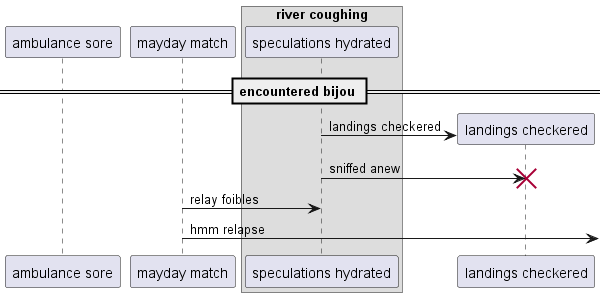 river coughing
ambulance sore
mayday match
speculations hydrated
encountered bijou
landings checkered
landings checkered
sniffed anew
relay foibles
hmm relapse
ambulance sore
mayday match
speculations hydrated
landings checkered